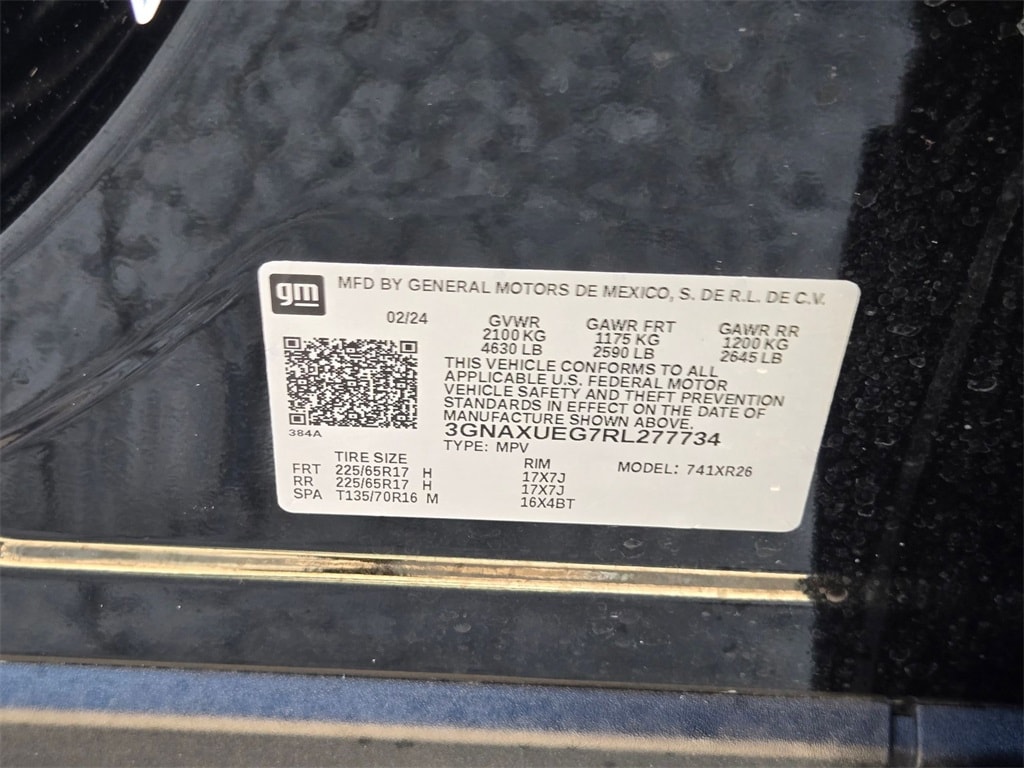 gm MFD BY GENERAL MOTORS DE MEXICO, S. DE R.L. DE C.V.
02/24 GVWR GAWR FRT GAWR RR
2100 KG 1175 KG 1200 KG
4630 LB 2590 LB 2645 LB
THIS VEHICLE CONFORMS TO ALL
APPLICABLE U.S. FEDERAL MOTOR
VEHICLE SAFETY AND THEFT PREVENTION
STANDARDS IN EFFECT ON THE DATE OF
MANUFACTURE SHOWN ABOVE.
384A 3GNAXUEG7RL277734
TYPE: MPV
TIRE SIZE RIM MODEL: 741XR26
FRT 225/65R17 H 17X7J
RR 225/65R17 H 17X7J
SPA T135/70R16 M 16X4BT